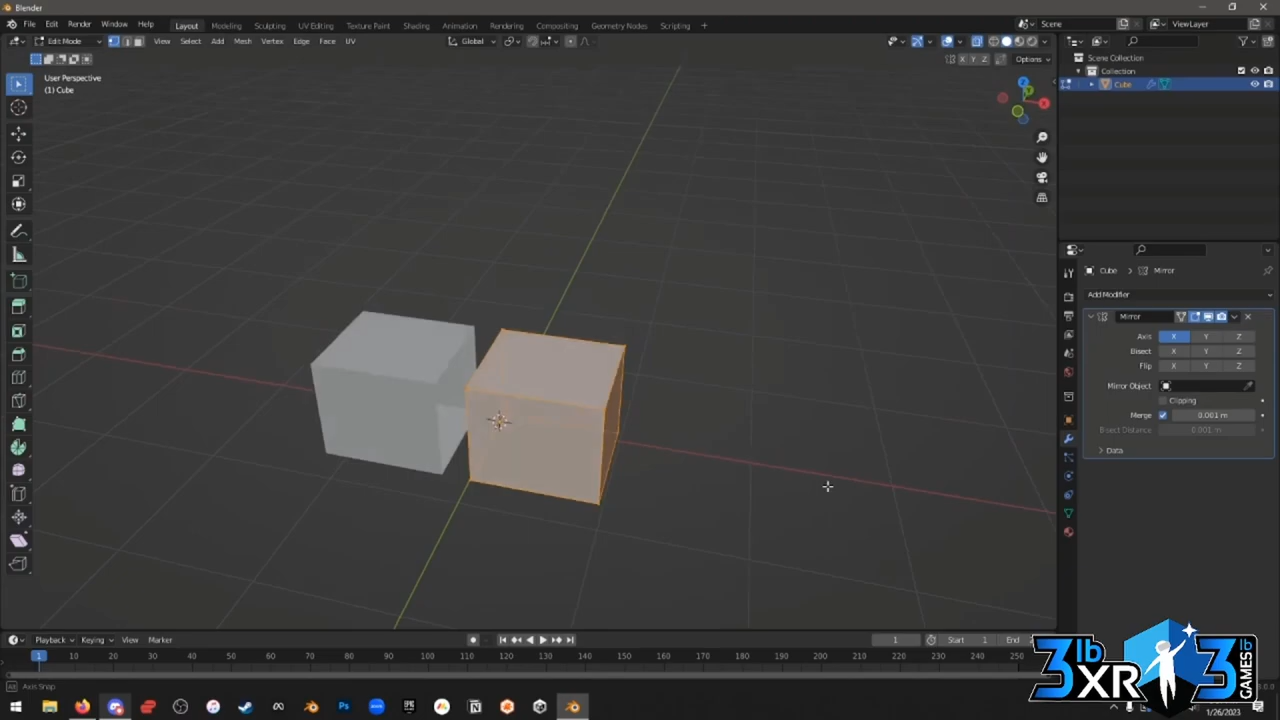 Blender
File Edit Render Window Help Layout Modeling Sculpting UV Editing Texture Paint Shading Animation Rendering Compositing Geometry Nodes Scripting + Scene ViewLayer
Edit Mode View Select Add Mesh Vertex Edge Face UV Global
X Y Z Options
User Perspective
(1) Cube
Scene Collection
Collection
Cube
Cube > Mirror
Add Modifier
Mirror
Axis X Y Z
Bisect X Y Z
Flip X Y Z
Mirror Object
Clipping
Merge 0.001 m
Bisect Distance 0.001 m
Data
Playback Keying View Marker 1 Start 1 End
1 10 20 30 40 50 60 70 80 90 100 110 120 130 140 150 160 170 180 190 200 210 220 230 240 250
Axis Snap
3lb XR 3lb GAMES
1/26/2023